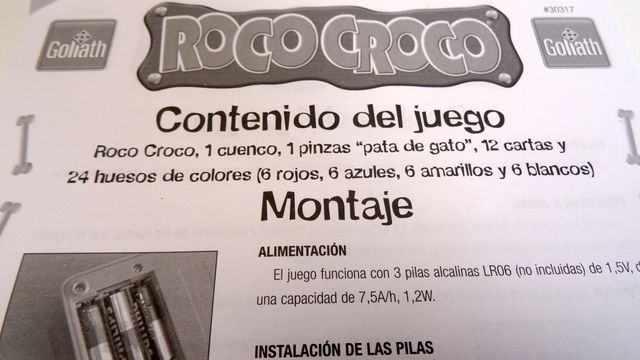 #30317
Goliath ROCO CROCO Goliath
Contenido del juego
Roco Croco, 1 cuenco, 1 pinzas “pata de gato”, 12 cartas y
24 huesos de colores (6 rojos, 6 azules, 6 amarillos y 6 blancos)
Montaje
ALIMENTACIÓN
El juego funciona con 3 pilas alcalinas LR06 (no incluidas) de 1,5V,
una capacidad de 7,5A/h, 1,2W.
INSTALACIÓN DE LAS PILAS